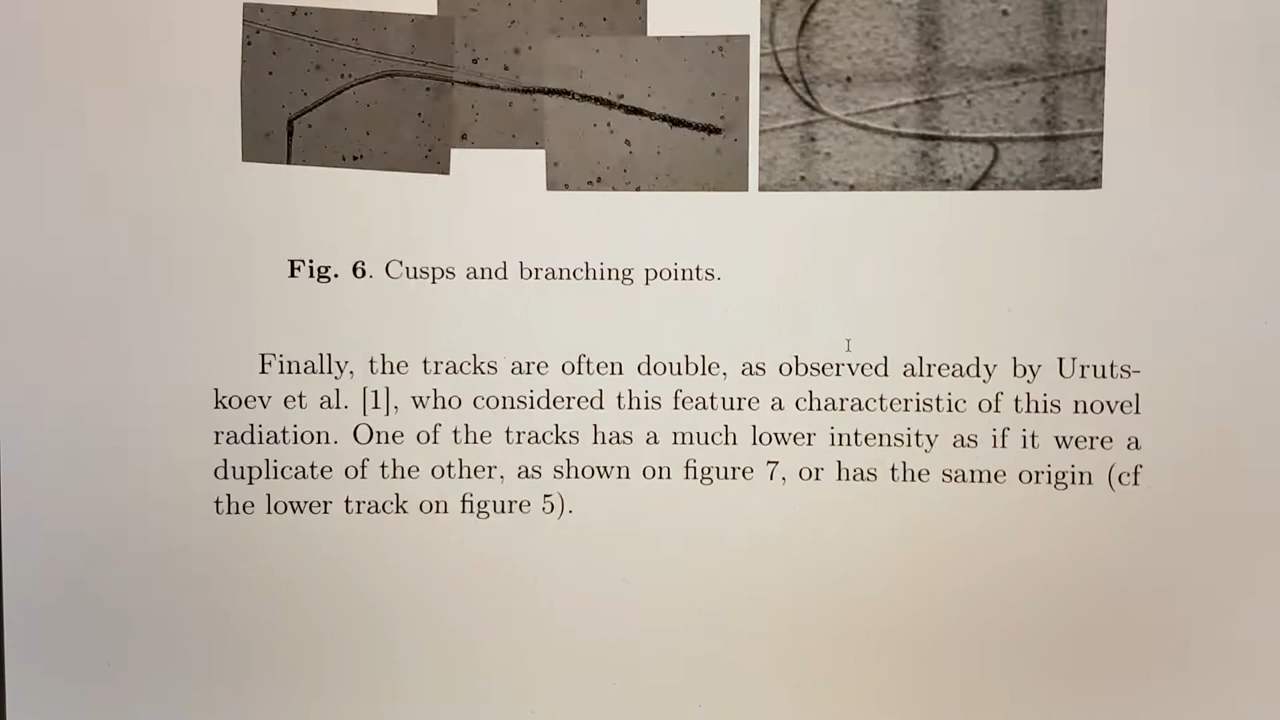 Fig. 6. Cusps and branching points.
Finally, the tracks are often double, as observed already by Uruts-
koev et al. [1], who considered this feature a characteristic of this novel
radiation. One of the tracks has a much lower intensity as if it were a
duplicate of the other, as shown on figure 7, or has the same origin (cf
the lower track on figure 5).